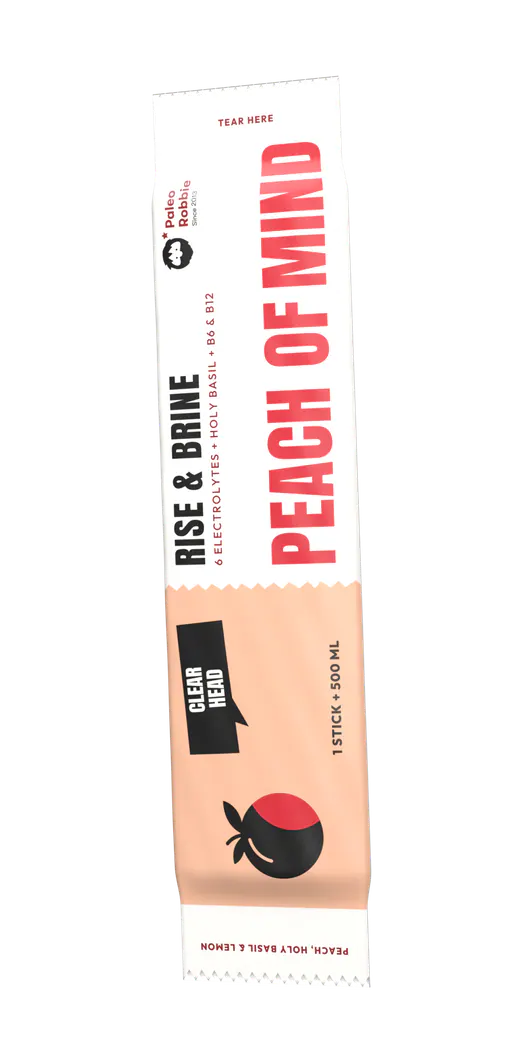 TEAR HERE
Paleo
Robbie
Since 2013
RISE & BRINE
6 ELECTROLYTES + HOLY BASIL + B6 & B12
PEACH OF MIND
CLEAR
HEAD
1 STICK + 500 ML
PEACH, HOLY BASIL & LEMON